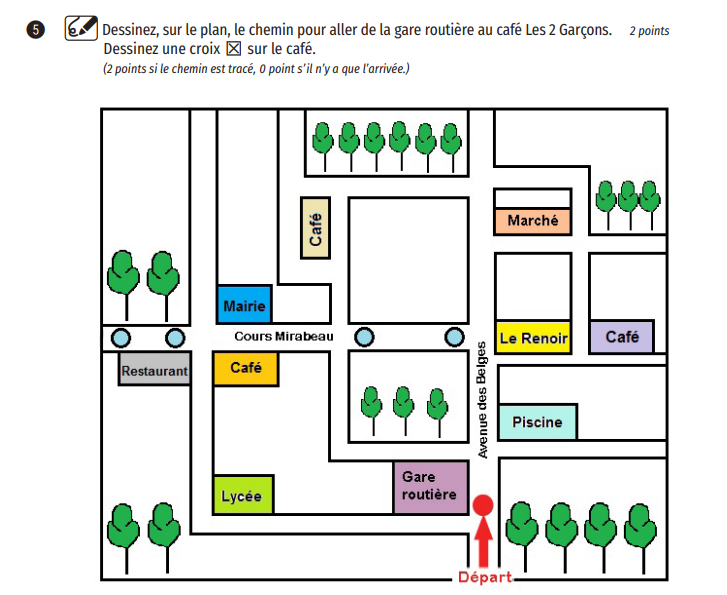 5 Dessinez, sur le plan, le chemin pour aller de la gare routière au café Les 2 Garçons. 2 points
Dessinez une croix ☒ sur le café.
(2 points si le chemin est tracé, 0 point s'il n'y a que l'arrivée.)
Café
Marché
Mairie
Cours Mirabeau
Le Renoir
Café
Restaurant
Café
Avenue des Belges
Piscine
Lycée
Gare
routière
Départ